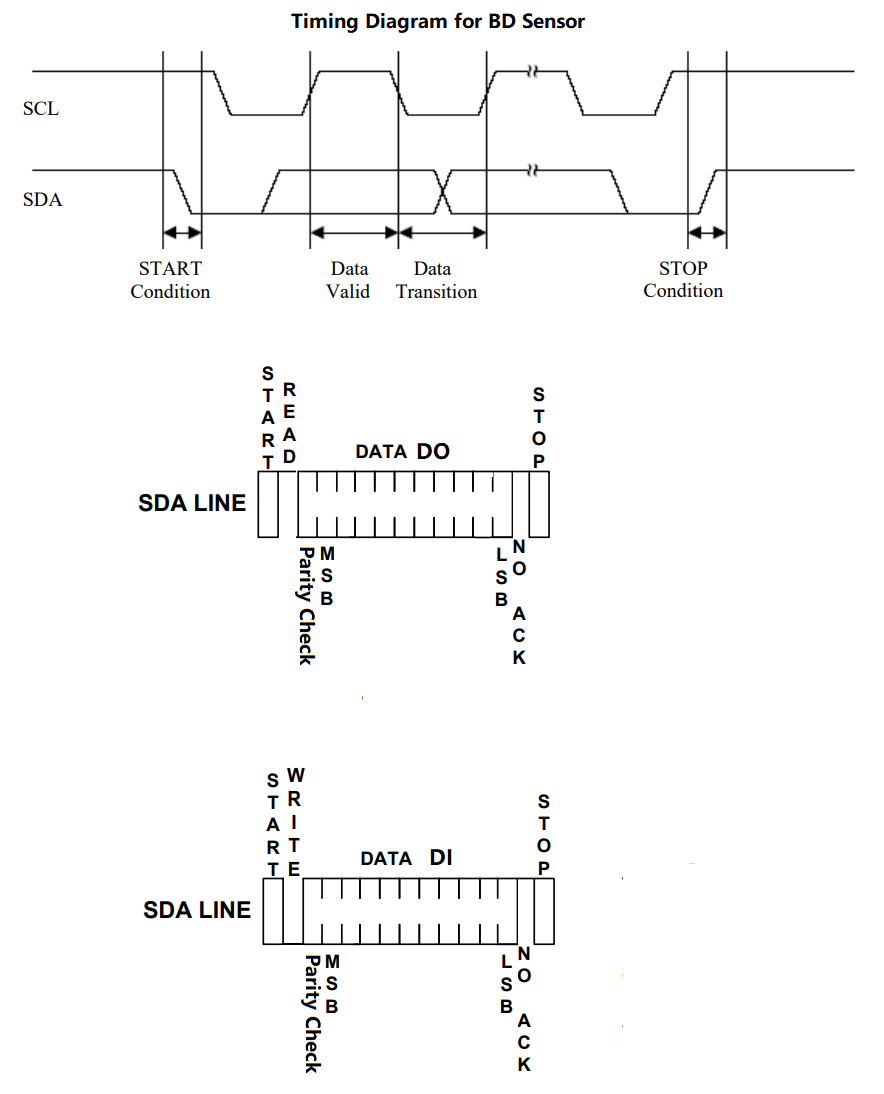 Timing Diagram for BD Sensor
SCL
SDA
START
Condition
Data
Valid
Data
Transition
STOP
Condition
START
READ
STOP
DATA DO
SDA LINE
Parity Check
MSB
LSB
NO ACK
START
WRITE
STOP
DATA DI
SDA LINE
Parity Check
MSB
LSB
NO ACK